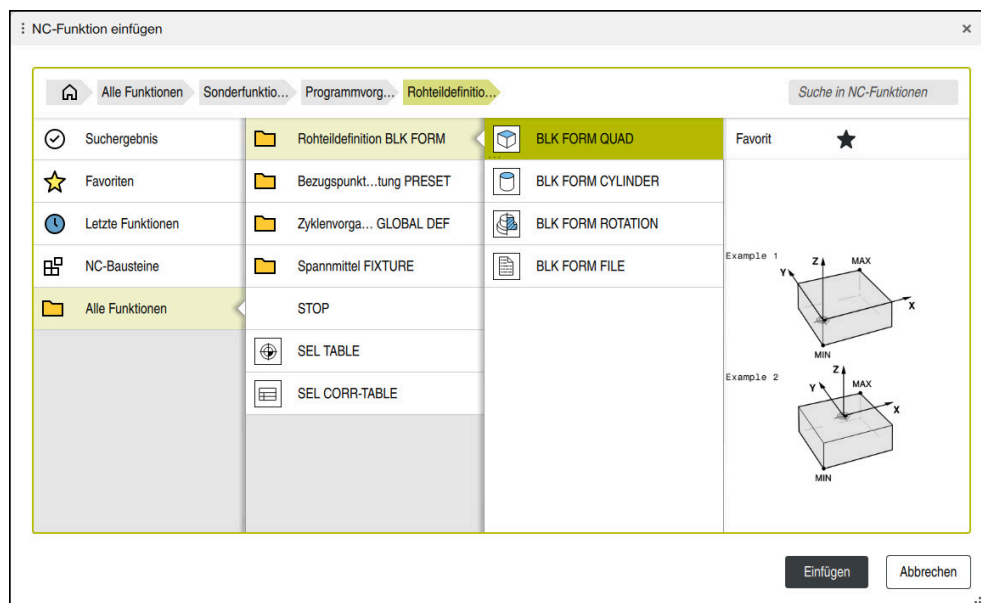 NC-Funktion einfügen
Alle Funktionen
Sonderfunktio...
Programmvorg...
Rohteildefinitio...
Suche in NC-Funktionen
Suchergebnis
Favoriten
Letzte Funktionen
NC-Bausteine
Alle Funktionen
Rohteildefinition BLK FORM
Bezugspunkt...tung PRESET
Zyklenvorga... GLOBAL DEF
Spannmittel FIXTURE
STOP
SEL TABLE
SEL CORR-TABLE
BLK FORM QUAD
BLK FORM CYLINDER
BLK FORM ROTATION
BLK FORM FILE
Favorit
Example 1
Z
MAX
Y
X
MIN
Example 2
Z
MAX
Y
X
MIN
Einfügen
Abbrechen